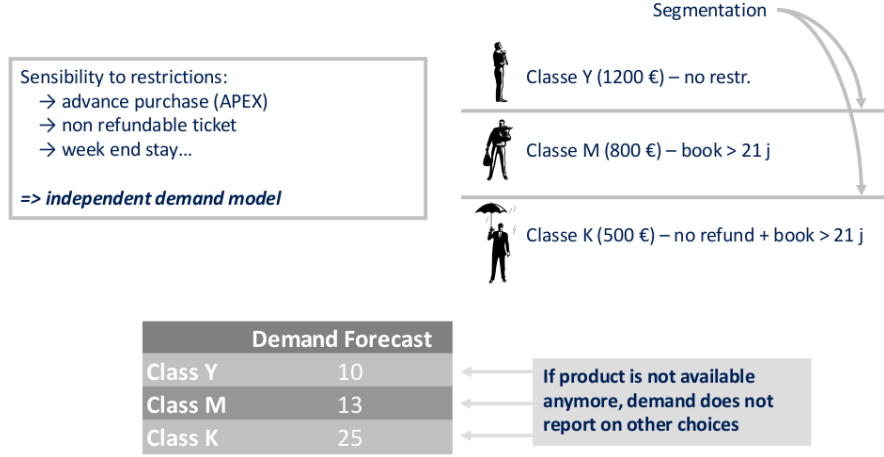 Segmentation
Sensibility to restrictions:
→ advance purchase (APEX)
→ non refundable ticket
→ week end stay...
=> independent demand model
Classe Y (1200 €) – no restr.
Classe M (800 €) – book > 21 j
Classe K (500 €) – no refund + book > 21 j
Demand Forecast
Class Y 10
Class M 13
Class K 25
If product is not available
anymore, demand does not
report on other choices